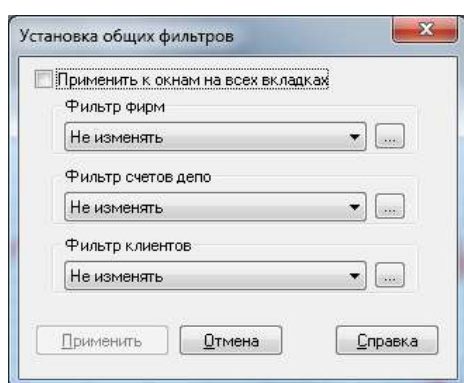 Установка общих фильтров
Применить к окнам на всех вкладках
Фильтр фирм
Не изменять
...
Фильтр счетов депо
Не изменять
...
Фильтр клиентов
Не изменять
...
Применить Отмена Справка